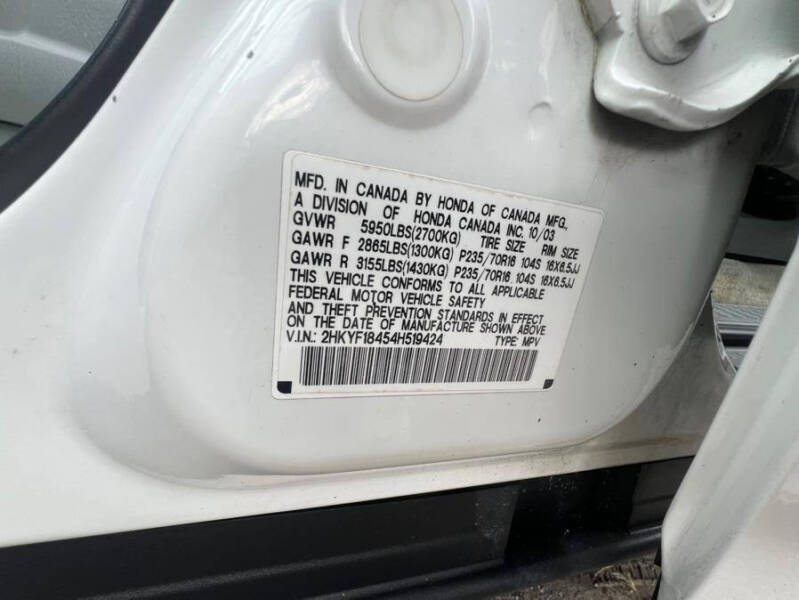 MFD. IN CANADA BY HONDA OF CANADA MFG.,
A DIVISION OF HONDA CANADA INC. 10/03
GVWR 5950LBS(2700KG) TIRE SIZE RIM SIZE
GAWR F 2865LBS(1300KG) P235/70R16 104S 16X6.5JJ
GAWR R 3155LBS(1430KG) P235/70R16 104S 16X6.5JJ
THIS VEHICLE CONFORMS TO ALL APPLICABLE
FEDERAL MOTOR VEHICLE SAFETY
AND THEFT PREVENTION STANDARDS IN EFFECT
ON THE DATE OF MANUFACTURE SHOWN ABOVE
V.I.N.: 2HKYF18454H519424 TYPE: MPV